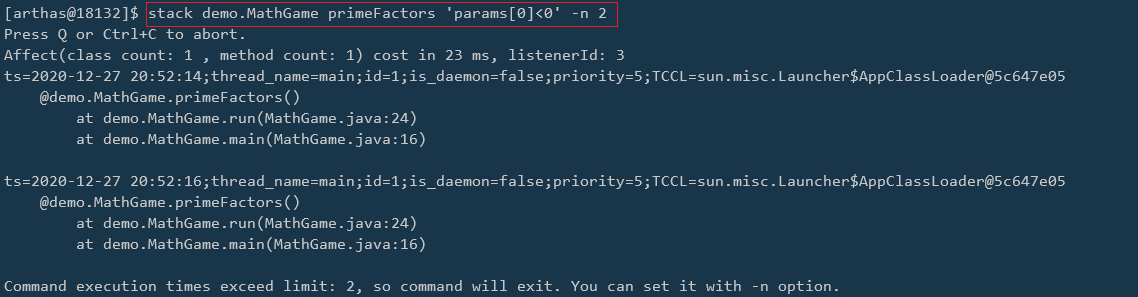 [arthas@18132]$ stack demo.MathGame primeFactors 'params[0]<0' -n 2
Press Q or Ctrl+C to abort.
Affect(class count: 1 , method count: 1) cost in 23 ms, listenerId: 3
ts=2020-12-27 20:52:14;thread_name=main;id=1;is_daemon=false;priority=5;TCCL=sun.misc.Launcher$AppClassLoader@5c647e05
    @demo.MathGame.primeFactors()
        at demo.MathGame.run(MathGame.java:24)
        at demo.MathGame.main(MathGame.java:16)

ts=2020-12-27 20:52:16;thread_name=main;id=1;is_daemon=false;priority=5;TCCL=sun.misc.Launcher$AppClassLoader@5c647e05
    @demo.MathGame.primeFactors()
        at demo.MathGame.run(MathGame.java:24)
        at demo.MathGame.main(MathGame.java:16)

Command execution times exceed limit: 2, so command will exit. You can set it with -n option.